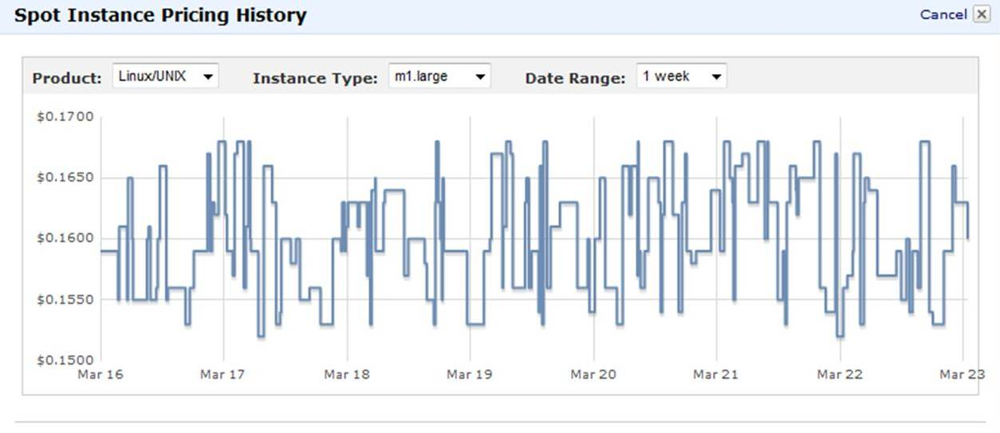 Spot Instance Pricing History
Cancel
Product: Linux/UNIX Instance Type: m1.large Date Range: 1 week
$0.1700
$0.1650
$0.1600
$0.1550
$0.1500
Mar 16 Mar 17 Mar 18 Mar 19 Mar 20 Mar 21 Mar 22 Mar 23